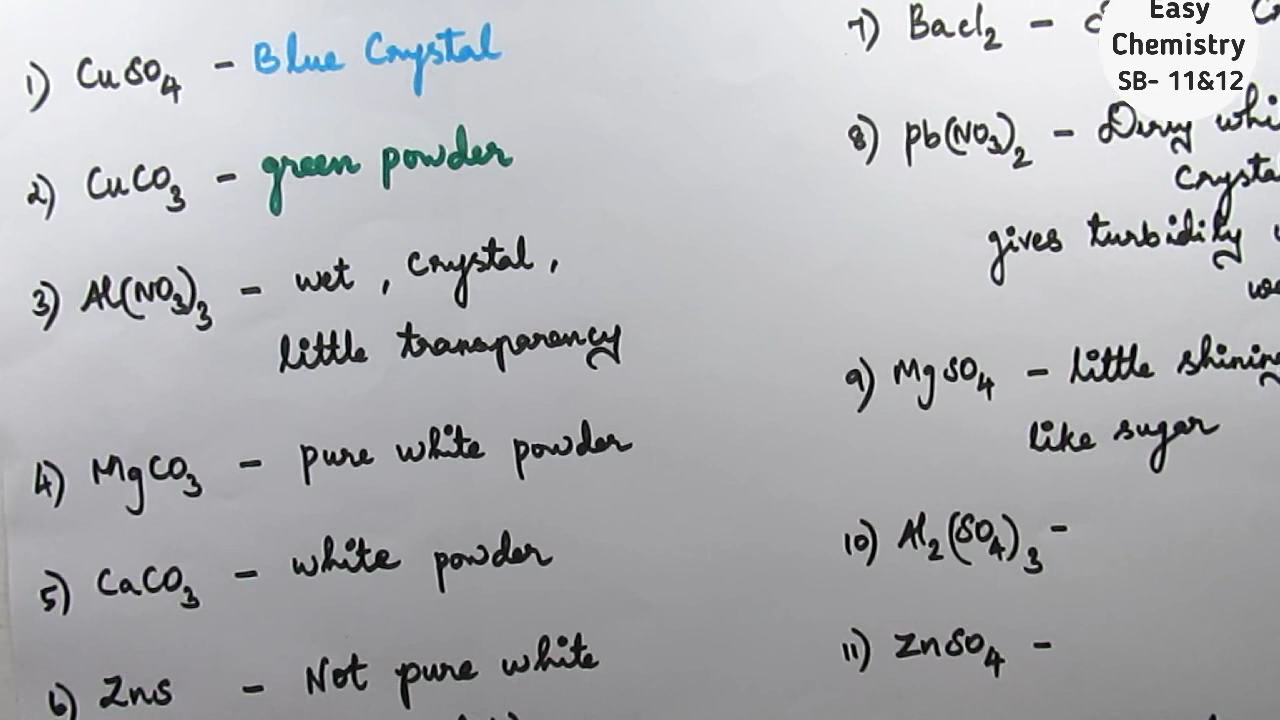 1) CuSO4 - Blue Crystal
2) CuCO3 - green powder
3) Al(NO3)3 - wet, crystal,
little transparency
4) MgCO3 - pure white powder
5) CaCO3 - white powder
6) ZnS - Not pure white
7) Bacl2 -
8) pb(NO3)2 -
gives turbidity
9) MgSO4 - little
like sugar
10) Al2(SO4)3 -
11) ZnSO4 -
Easy
Chemistry
SB- 11&12